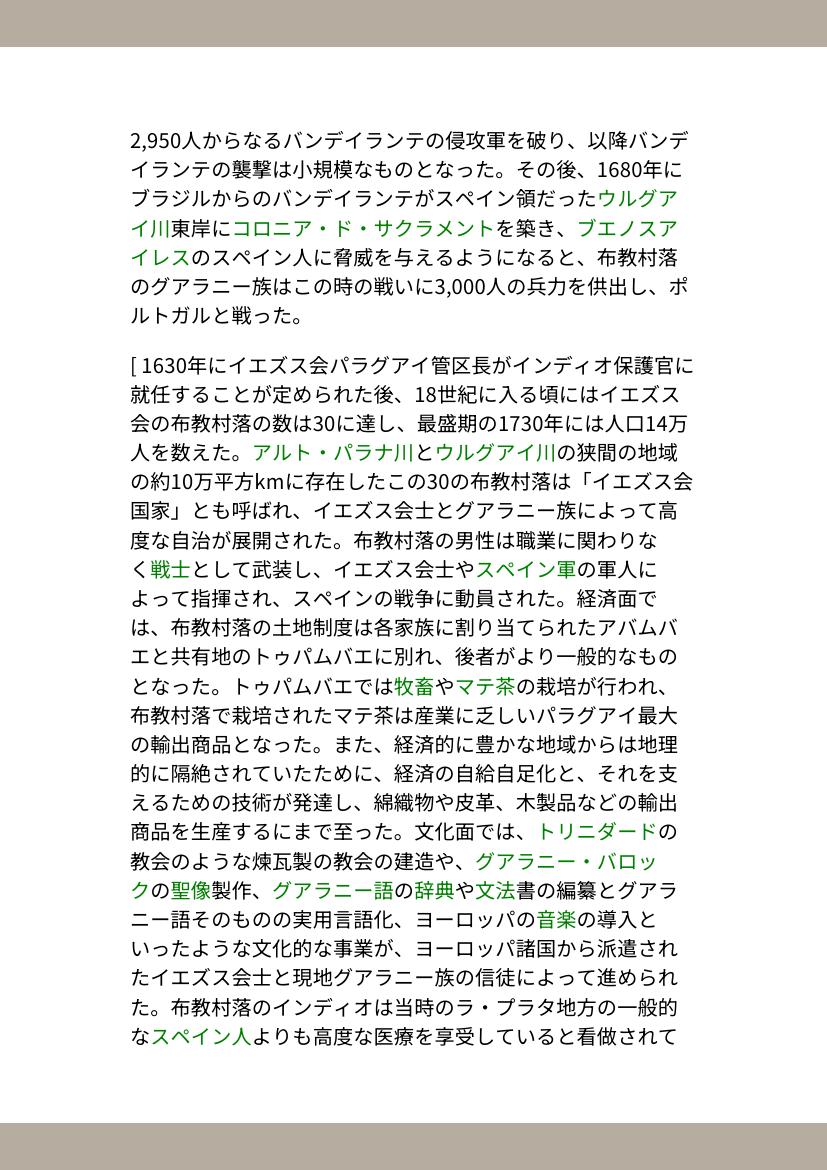 2,950人からなるバンデイランテの侵攻軍を破り、以降バンデ
イランテの襲撃は小規模なものとなった。その後、1680年に
ブラジルからのバンデイランテがスペイン領だったウルグア
イ川東岸にコロニア・ド・サクラメントを築き、ブエノスア
イレスのスペイン人に脅威を与えるようになると、布教村落
のグアラニー族はこの時の戦いに3,000人の兵力を供出し、ポ
ルトガルと戦った。
[ 1630年にイエズス会パラグアイ管区長がインディオ保護官に
就任することが定められた後、18世紀に入る頃にはイエズス
会の布教村落の数は30に達し、最盛期の1730年には人口14万
人を数えた。アルト・パラナ川とウルグアイ川の狭間の地域
の約10万平方kmに存在したこの30の布教村落は「イエズス会
国家」とも呼ばれ、イエズス会士とグアラニー族によって高
度な自治が展開された。布教村落の男性は職業に関わりな
く戦士として武装し、イエズス会士やスペイン軍の軍人に
よって指揮され、スペインの戦争に動員された。経済面で
は、布教村落の土地制度は各家族に割り当てられたアバムバ
エと共有地のトゥパムバエに別れ、後者がより一般的なもの
となった。トゥパムバエでは牧畜やマテ茶の栽培が行われ、
布教村落で栽培されたマテ茶は産業に乏しいパラグアイ最大
の輸出商品となった。また、経済的に豊かな地域からは地理
的に隔絶されていたために、経済の自給自足化と、それを支
えるための技術が発達し、綿織物や皮革、木製品などの輸出
商品を生産するにまで至った。文化面では、トリニダードの
教会のような煉瓦製の教会の建造や、グアラニー・バロッ
クの聖像製作、グアラニー語の辞典や文法書の編纂とグアラ
ニー語そのものの実用言語化、ヨーロッパの音楽の導入と
いったような文化的な事業が、ヨーロッパ諸国から派遣され
たイエズス会士と現地グアラニー族の信徒によって進められ
た。布教村落のインディオは当時のラ・プラタ地方の一般的
なスペイン人よりも高度な医療を享受していると看做されて